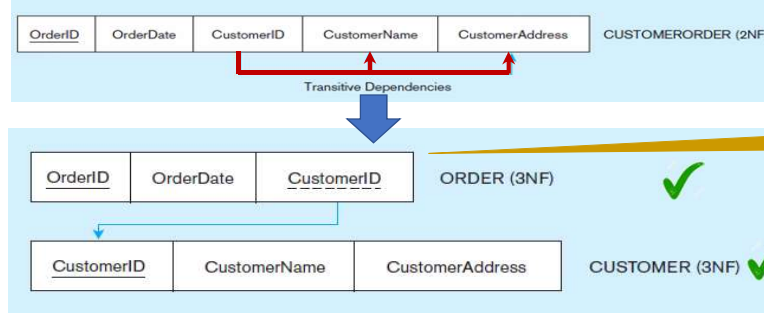 OrderID OrderDate CustomerID CustomerName CustomerAddress CUSTOMERORDER (2NF
Transitive Dependencies
OrderID OrderDate CustomerID ORDER (3NF)
CustomerID CustomerName CustomerAddress CUSTOMER (3NF)